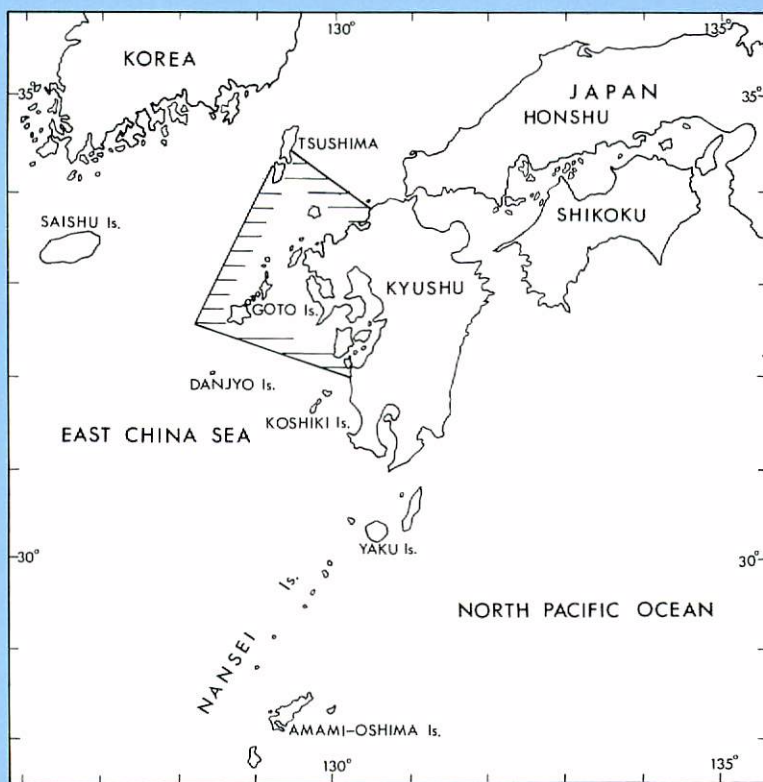 130°
135°
KOREA
35°
JAPAN
35°
HONSHU
TSUSHIMA
SHIKOKU
SAISHU Is.
KYUSHU
GOTO Is.
DANJYO Is.
KOSHIKI Is.
EAST CHINA SEA
YAKU Is.
30°
30°
NANSEI Is.
NORTH PACIFIC OCEAN
AMAMI-OSHIMA Is.
130°
135°